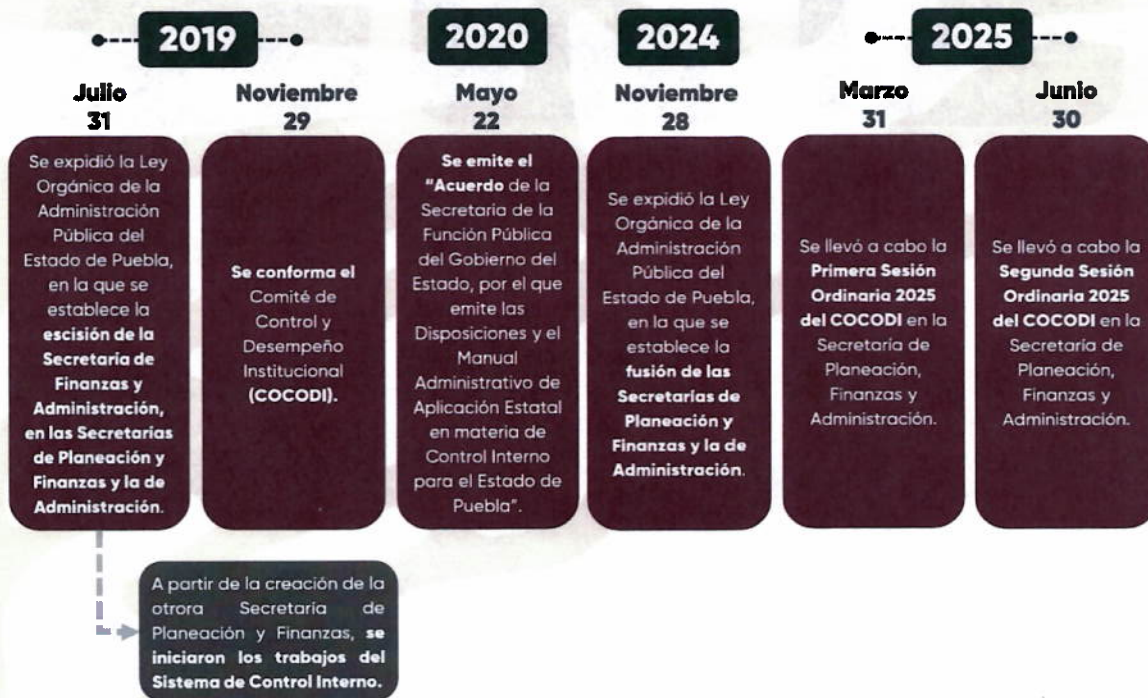 2019
Julio
31
Se expidió la Ley
Orgánica de la
Administración
Pública del
Estado de Puebla,
en la que se
establece la
escisión de la
Secretaría de
Finanzas y
Administración,
en las Secretarías
de Planeación y
Finanzas y la de
Administración.
A partir de la creación de la
otrora Secretaría de
Planeación y Finanzas, se
iniciaron los trabajos del
Sistema de Control Interno.
Noviembre
29
Se conforma el
Comité de
Control y
Desempeño
Institucional
(COCODI).
2020
Mayo
22
Se emite el
"Acuerdo de la
Secretaria de la
Función Pública
del Gobierno del
Estado, por el que
emite las
Disposiciones y el
Manual
Administrativo de
Aplicación Estatal
en materia de
Control Interno
para el Estado de
Puebla".
2024
Noviembre
28
Se expidió la Ley
Orgánica de la
Administración
Pública del
Estado de Puebla,
en la que se
establece la
fusión de las
Secretarías de
Planeación y
Finanzas y la de
Administración.
2025
Marzo
31
Se llevó a cabo la
Primera Sesión
Ordinaria 2025
del COCODI en la
Secretaría de
Planeación,
Finanzas y
Administración.
Junio
30
Se llevó a cabo la
Segunda Sesión
Ordinaria 2025
del COCODI en la
Secretaría de
Planeación,
Finanzas y
Administración.